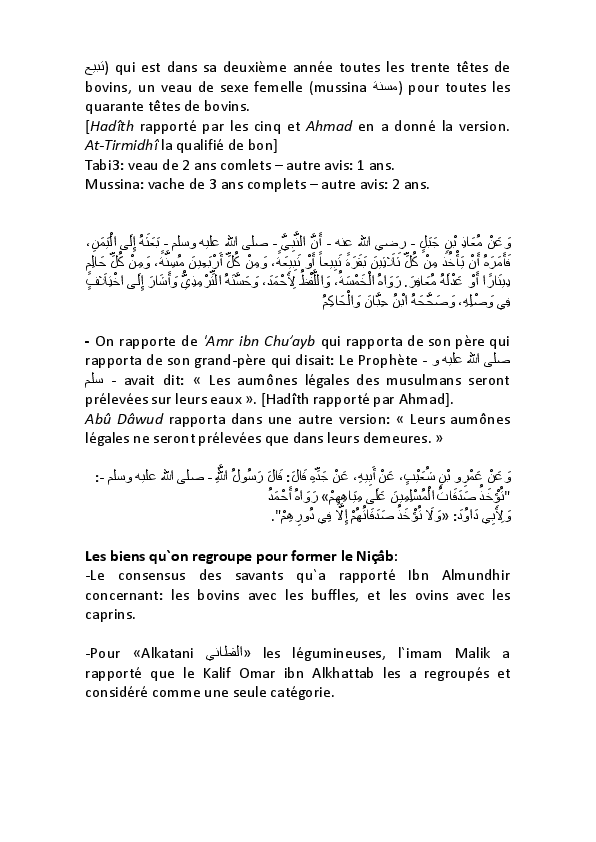 تبيع) qui est dans sa deuxième année toutes les trente têtes de
bovins, un veau de sexe femelle (mussina مسنة) pour toutes les
quarante têtes de bovins.
[Hadîth rapporté par les cinq et Ahmad en a donné la version.
At-Tirmidhî la qualifié de bon]
Tabi3: veau de 2 ans comlets – autre avis: 1 ans.
Mussina: vache de 3 ans complets – autre avis: 2 ans.
وَعَنْ مُعَاذِ بْنِ جَبَلٍ - رضي الله عنه - أَنَّ النَّبِيَّ - صلى الله عليه وسلم - بَعَثَهُ إِلَى الْيَمَنِ،
فَأَمَرَهُ أَنْ يَأْخُذَ مِنْ كُلِّ ثَلَاثِينَ بَقَرَةً تَبِيعاً أَوْ تَبِيعَةً، وَمِنْ كُلِّ أَرْبَعِينَ مُسِنَّةً، وَمِنْ كُلِّ حَالِمٍ
دِينَارًا أَوْ عَدْلَهُ مُعَافِرَ. رَوَاهُ الْخَمْسَةُ، وَاللَّفْظُ لِأَحْمَدَ، وَحَسَّنَهُ التِّرْمِذِيُّ وَأَشَارَ إِلَى اخْتِلَافٍ
فِي وَصْلِهِ، وَصَحَّحَهُ ابْنُ حِبَّانَ وَالْحَاكِمُ
- On rapporte de 'Amr ibn Chu'ayb qui rapporta de son père qui
rapporta de son grand-père qui disait: Le Prophète - صلى الله عليه و
سلم - avait dit: « Les aumônes légales des musulmans seront
prélevées sur leurs eaux ». [Hadîth rapporté par Ahmad].
Abû Dâwud rapporta dans une autre version: « Leurs aumônes
légales ne seront prélevées que dans leurs demeures. »
وَعَنْ عَمْرِو بْنِ شُعَيْبٍ، عَنْ أَبِيهِ، عَنْ جَدِّهِ قَالَ: قَالَ رَسُولُ اللَّهِ - صلى الله عليه وسلم -:
"تُؤْخَذُ صَدَقَاتُ الْمُسْلِمِينَ عَلَى مِيَاهِهِمْ» رَوَاهُ أَحْمَدُ
وَلِأَبِي دَاوُدَ: «وَلَا تُؤْخَذُ صَدَقَاتُهُمْ إِلَّا فِي دُورِهِمْ".
Les biens qu`on regroupe pour former le Niçâb:
-Le consensus des savants qu`a rapporté Ibn Almundhir
concernant: les bovins avec les buffles, et les ovins avec les
caprins.
-Pour «Alkatani القطاني» les légumineuses, l`imam Malik a
rapporté que le Kalif Omar ibn Alkhattab les a regroupés et
considéré comme une seule catégorie.